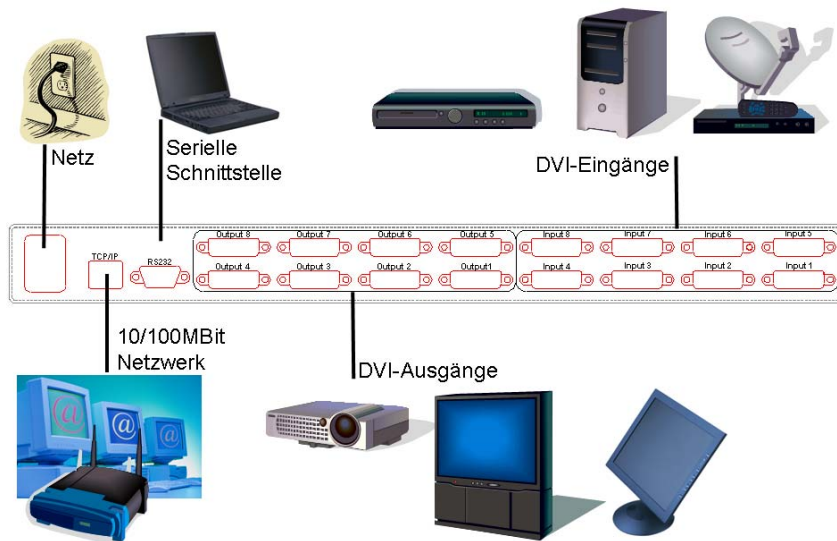 Netz
Serielle
Schnittstelle
DVI-Eingänge
TCP/IP
RS232
Output 8
Output 7
Output 6
Output 5
Input 8
Input 7
Input 6
Input 5
Output 4
Output 3
Output 2
Output1
Input 4
Input 3
Input 2
Input 1
10/100MBit
Netzwerk
DVI-Ausgänge
@
@
@